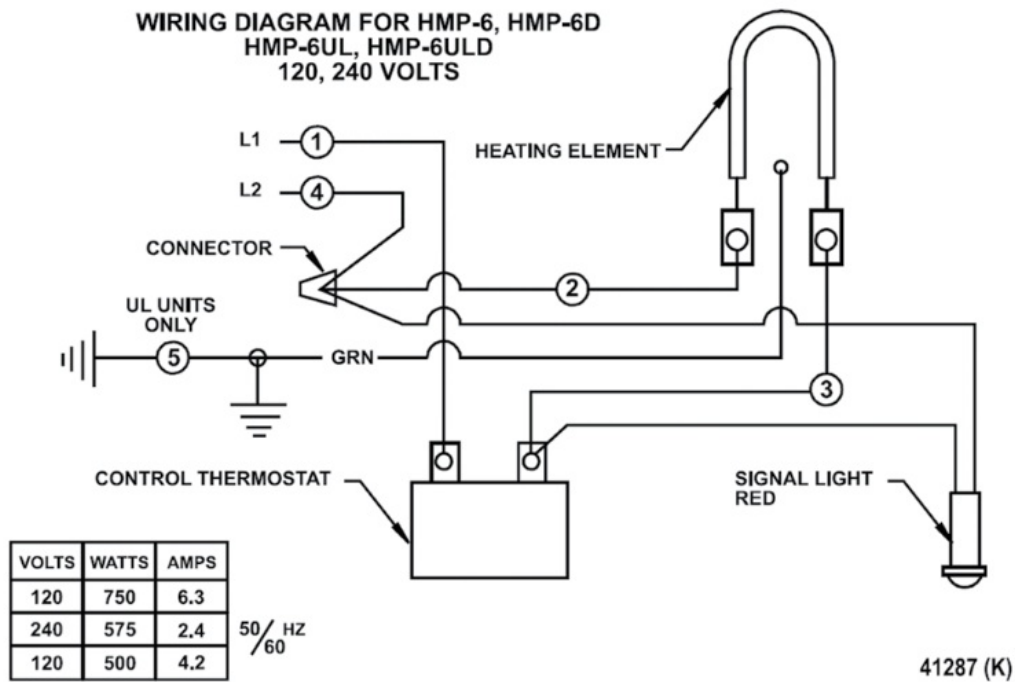 WIRING DIAGRAM FOR HMP-6, HMP-6D
HMP-6UL, HMP-6ULD
120, 240 VOLTS
L1
1
HEATING ELEMENT
L2
4
CONNECTOR
2
UL UNITS
ONLY
5
GRN
3
CONTROL THERMOSTAT
SIGNAL LIGHT
RED
VOLTS WATTS AMPS
120 750 6.3
240 575 2.4
120 500 4.2
50/60 HZ
41287 (K)